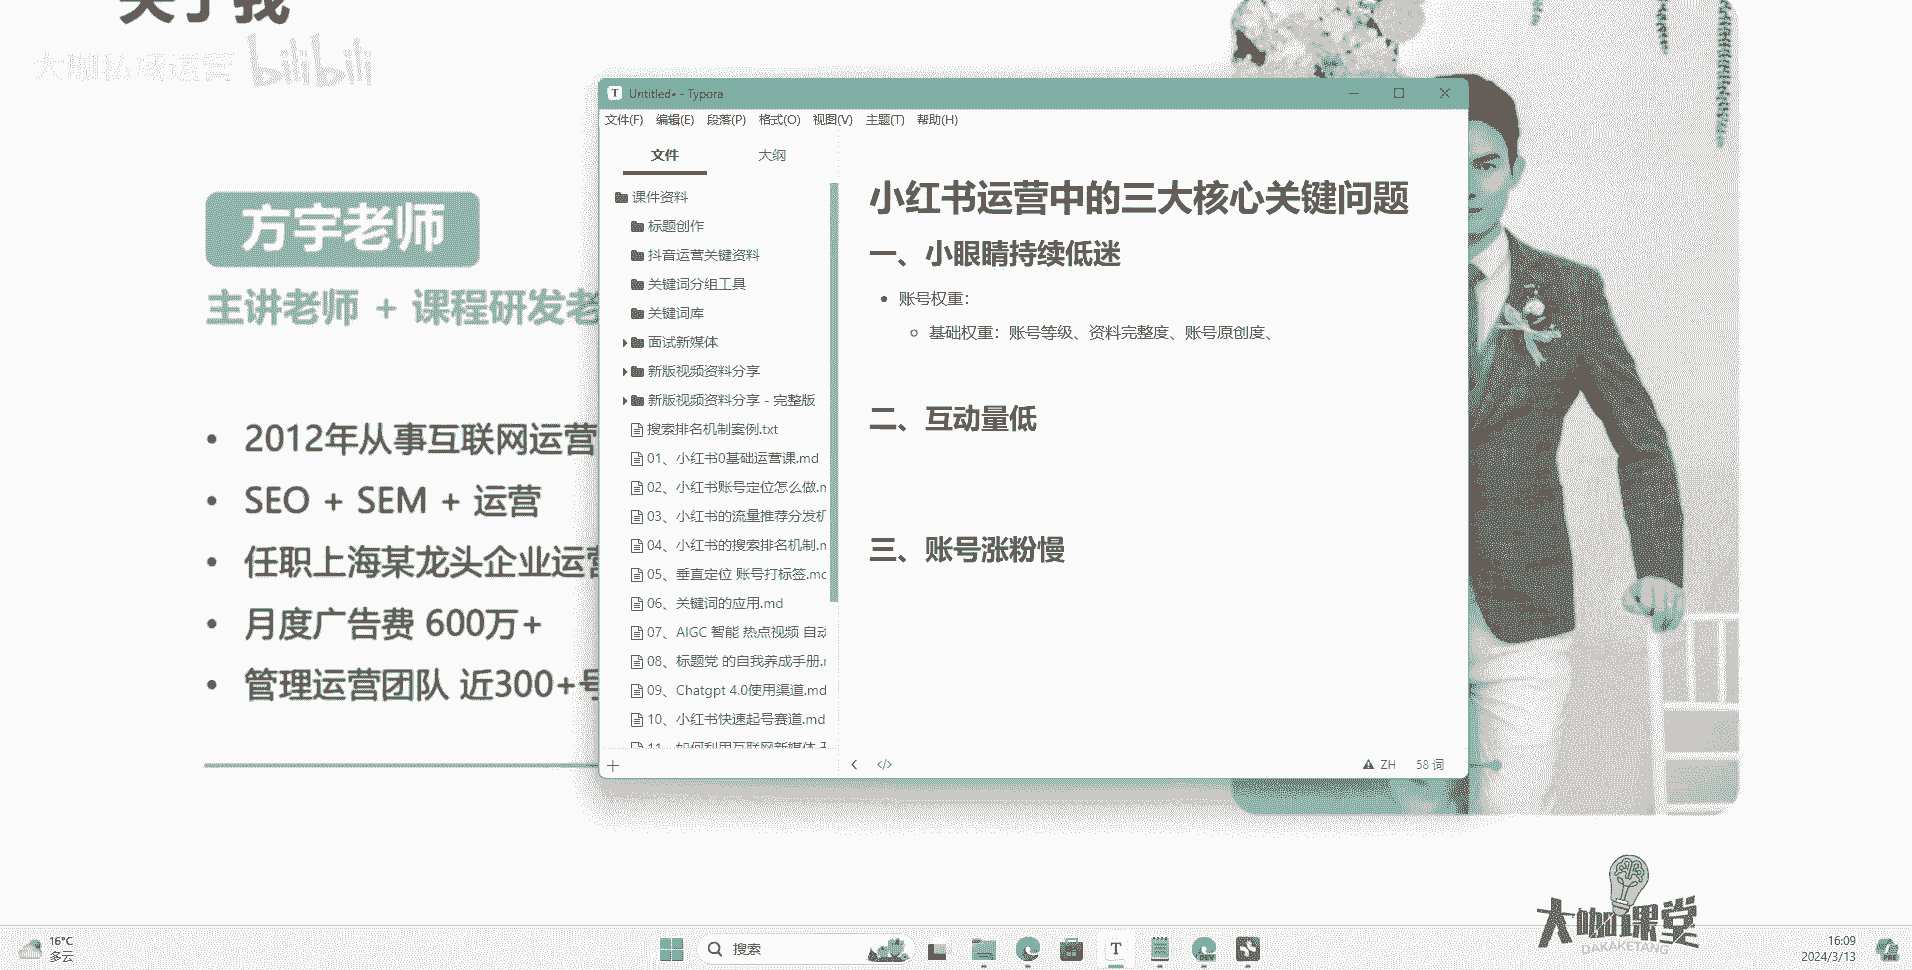 关于我
大咖私域运营 bilibili
方宇老师
主讲老师 + 课程研发老
2012年从事互联网运营
SEO + SEM + 运营
任职上海某龙头企业运营
月度广告费 600万+
管理运营团队 近300+号
Untitled• - Typora
文件(F) 编辑(E) 段落(P) 格式(O) 视图(V) 主题(T) 帮助(H)
文件 大纲
课件资料
标题创作
抖音运营关键资料
关键词分组工具
关键词库
面试新媒体
新版视频资料分享
新版视频资料分享 - 完整版
搜索排名机制案例.txt
01、小红书0基础运营课.md
02、小红书账号定位怎么做.m
03、小红书的流量推荐分发机
04、小红书的搜索排名机制.m
05、垂直定位 账号打标签.md
06、关键词的应用.md
07、AIGC 智能 热点视频 自动
08、标题党 的自我养成手册.m
09、Chatgpt 4.0使用渠道.md
10、小红书快速起号赛道.md
11、如何利用互联网新媒体
小红书运营中的三大核心关键问题
一、小眼睛持续低迷
账号权重：
基础权重：账号等级、资料完整度、账号原创度、
二、互动量低
三、账号涨粉慢
ZH 58 词
大咖课堂
DAKAKETANG
16°C
多云
搜索
T
DEV
16:09
2024/3/13
PRE